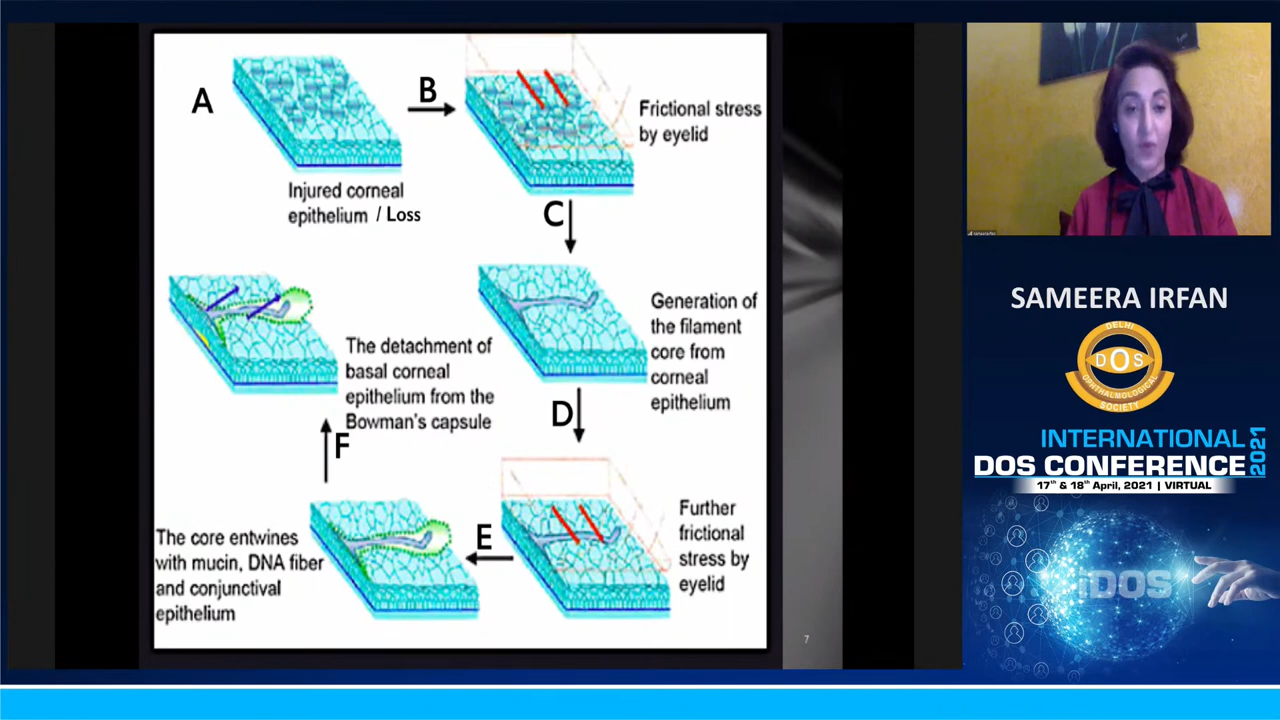 A
Injured corneal
epithelium / Loss
B
Frictional stress
by eyelid
C
Generation of
the filament
core from
corneal
epithelium
D
Further
frictional
stress by
eyelid
E
The core entwines
with mucin, DNA fiber
and conjunctival
epithelium
F
The detachment of
basal corneal
epithelium from the
Bowman's capsule
7
SAMEERA IRFAN
DELHI
DOS
OPHTHALMOLOGICAL
SOCIETY
INTERNATIONAL
DOS CONFERENCE
2021
17th & 18th April, 2021 | VIRTUAL
iDOS